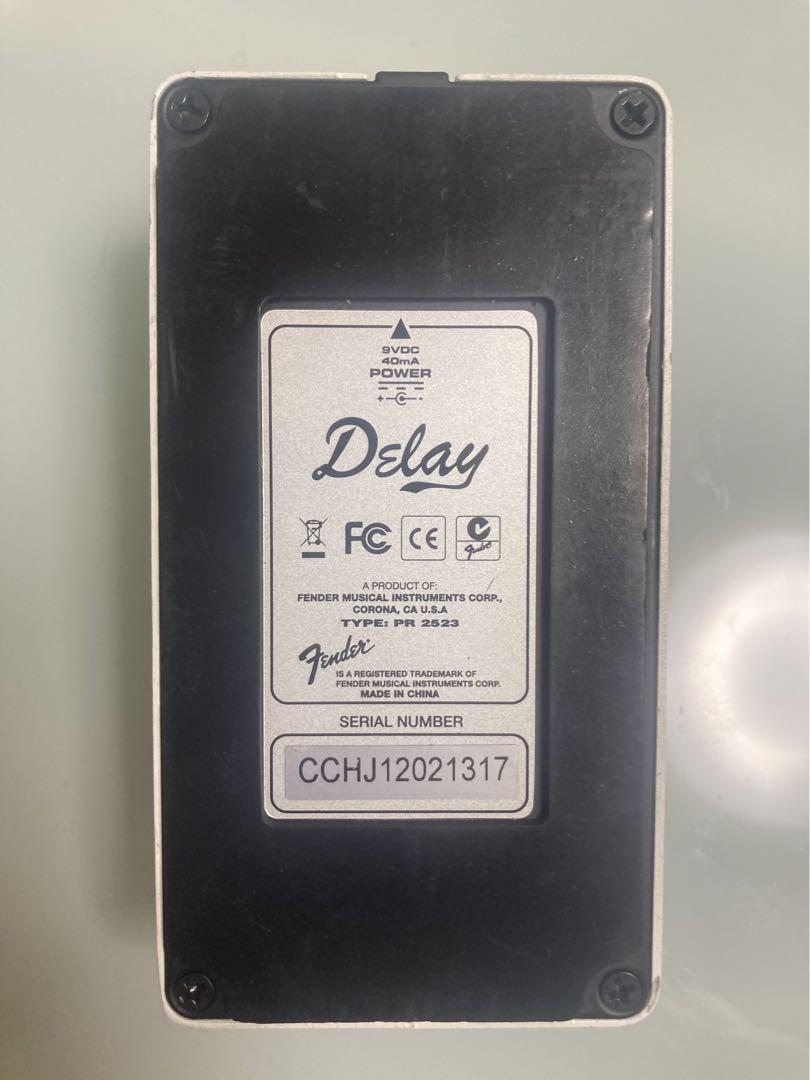 9VDC
40mA
POWER
+ -
Delay
FC CE
Fender
A PRODUCT OF:
FENDER MUSICAL INSTRUMENTS CORP.,
CORONA, CA U.S.A
TYPE: PR 2523
Fender
IS A REGISTERED TRADEMARK OF
FENDER MUSICAL INSTRUMENTS CORP.
MADE IN CHINA
SERIAL NUMBER
CCHJ12021317